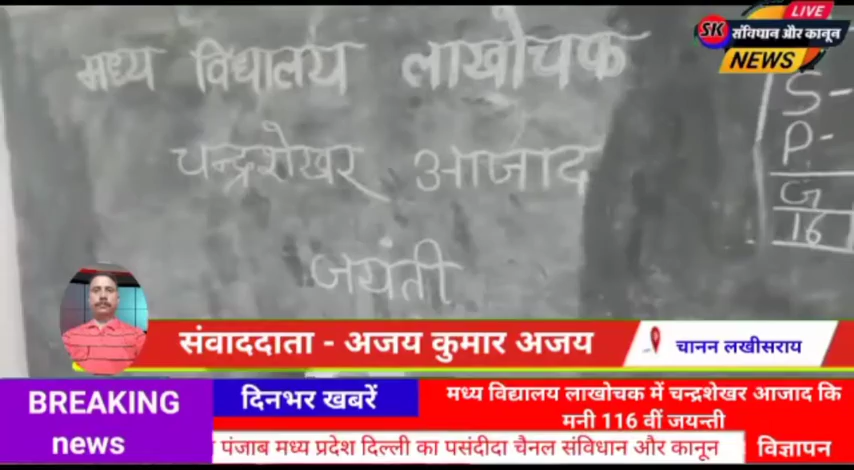 LIVE
SK संविधान और कानून
NEWS
मध्य विद्यालय लाखोचक
चन्द्रशेखर आजाद
जयंती
S-
P-
G
16
संवाददाता - अजय कुमार अजय
चानन लखीसराय
BREAKING
news
दिनभर खबरें
मध्य विद्यालय लाखोचक में चन्द्रशेखर आजाद कि
मनी 116 वीं जयन्ती
पंजाब मध्य प्रदेश दिल्ली का पसंदीदा चैनल संविधान और कानून
विज्ञापन